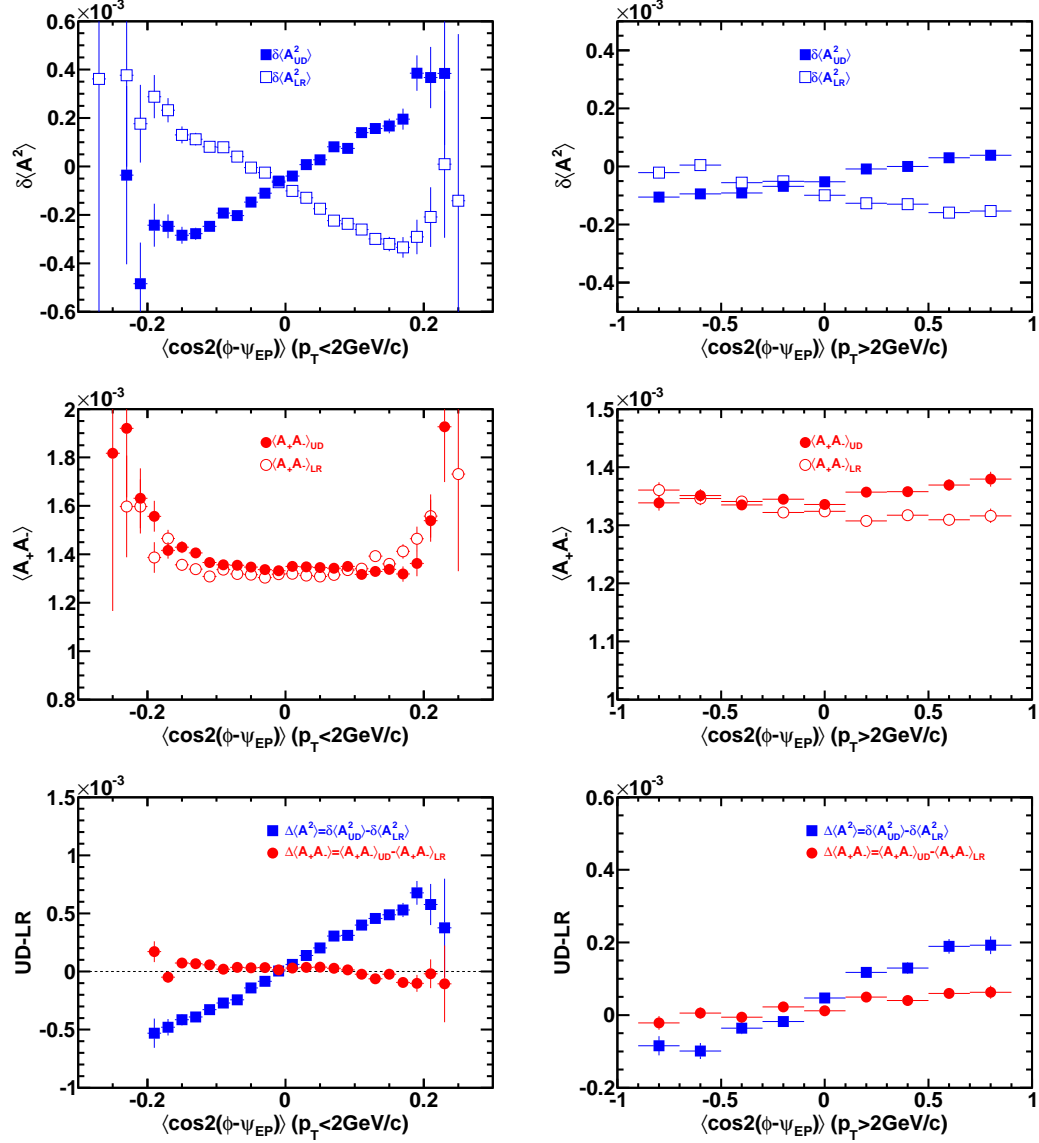 ×10⁻³
0.6
0.4
0.2
0
-0.2
-0.4
-0.6
δ⟨A²⟩
δ⟨A²_UD⟩
δ⟨A²_LR⟩
-0.2 0 0.2
⟨cos2(φ-ψ_EP)⟩ (p_T<2GeV/c)
×10⁻³
0.4
0.2
0
-0.2
-0.4
δ⟨A²⟩
δ⟨A²_UD⟩
δ⟨A²_LR⟩
-1 -0.5 0 0.5 1
⟨cos2(φ-ψ_EP)⟩ (p_T>2GeV/c)
×10⁻³
2
1.8
1.6
1.4
1.2
1
0.8
⟨A₊A₋⟩
⟨A₊A₋⟩_UD
⟨A₊A₋⟩_LR
-0.2 0 0.2
⟨cos2(φ-ψ_EP)⟩ (p_T<2GeV/c)
×10⁻³
1.5
1.4
1.3
1.2
1.1
1
⟨A₊A₋⟩
⟨A₊A₋⟩_UD
⟨A₊A₋⟩_LR
-1 -0.5 0 0.5 1
⟨cos2(φ-ψ_EP)⟩ (p_T>2GeV/c)
×10⁻³
1.5
1
0.5
0
-0.5
-1
UD-LR
Δ⟨A²⟩=δ⟨A²_UD⟩-δ⟨A²_LR⟩
Δ⟨A₊A₋⟩=⟨A₊A₋⟩_UD-⟨A₊A₋⟩_LR
-0.2 0 0.2
⟨cos2(φ-ψ_EP)⟩ (p_T<2GeV/c)
×10⁻³
0.6
0.4
0.2
0
-0.2
UD-LR
Δ⟨A²⟩=δ⟨A²_UD⟩-δ⟨A²_LR⟩
Δ⟨A₊A₋⟩=⟨A₊A₋⟩_UD-⟨A₊A₋⟩_LR
-1 -0.5 0 0.5 1
⟨cos2(φ-ψ_EP)⟩ (p_T>2GeV/c)